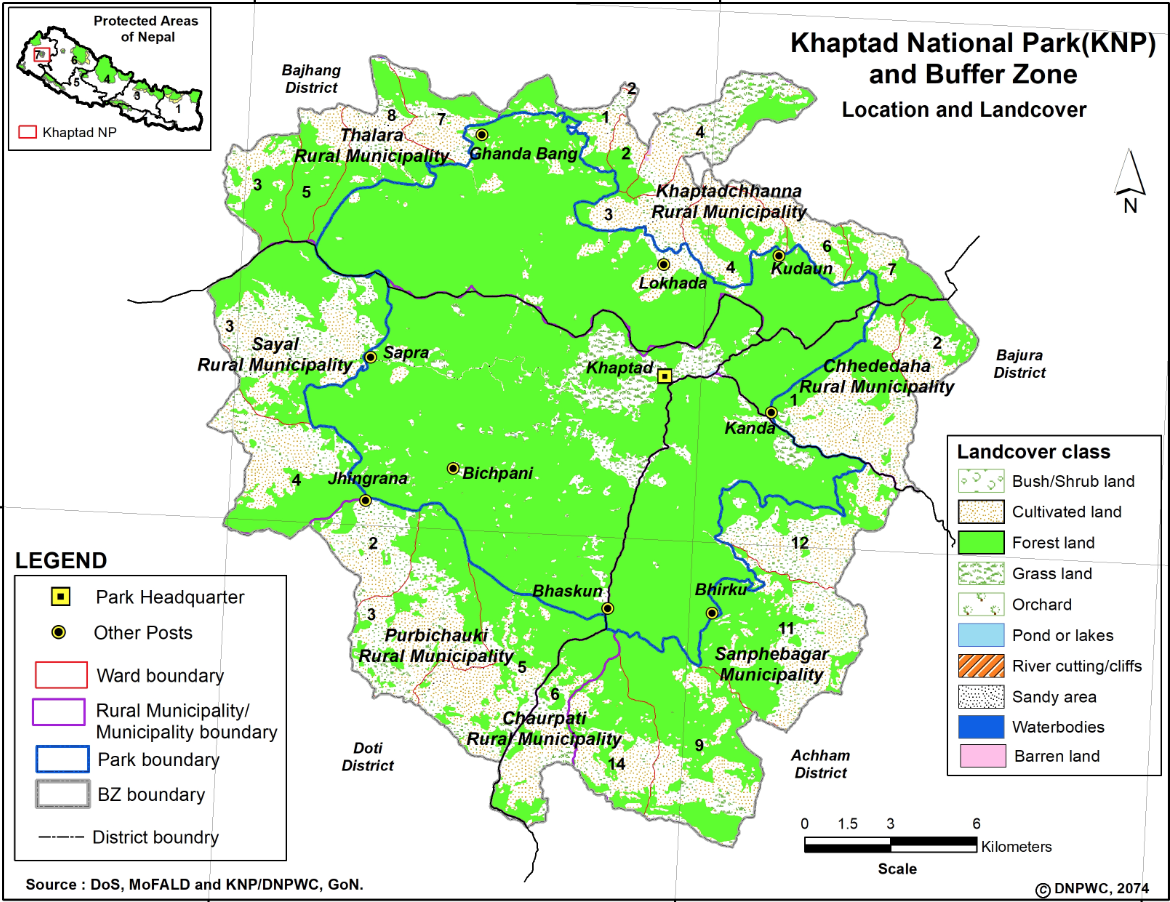 Protected Areas
of Nepal
7
6
5
4
3
1
Khaptad NP
Khaptad National Park(KNP)
and Buffer Zone
Location and Landcover
Bajhang
District
2
8
7
1
4
Thalara
Rural Municipality
Ghanda Bang
2
3
5
Khaptadchhanna
Rural Municipality
3
N
6
4
Kudaun
7
Lokhada
3
Sayal
Rural Municipality
Sapra
Khaptad
2
Chhededaha
Rural Municipality
Bajura
District
1
Kanda
4
Jhingrana
Bichpani
2
12
Bhaskun
Bhirku
3
11
Purbichauki
Rural Municipality
5
Sanphebagar
Municipality
6
Chaurpati
Rural Municipality
9
14
Doti
District
Achham
District
Landcover class
Bush/Shrub land
Cultivated land
Forest land
Grass land
Orchard
Pond or lakes
River cutting/cliffs
Sandy area
Waterbodies
Barren land
LEGEND
Park Headquarter
Other Posts
Ward boundary
Rural Municipality/
Municipality boundary
Park boundary
BZ boundary
District boundry
0 1.5 3 6
Kilometers
Scale
Source : DoS, MoFALD and KNP/DNPWC, GoN.
© DNPWC, 2074